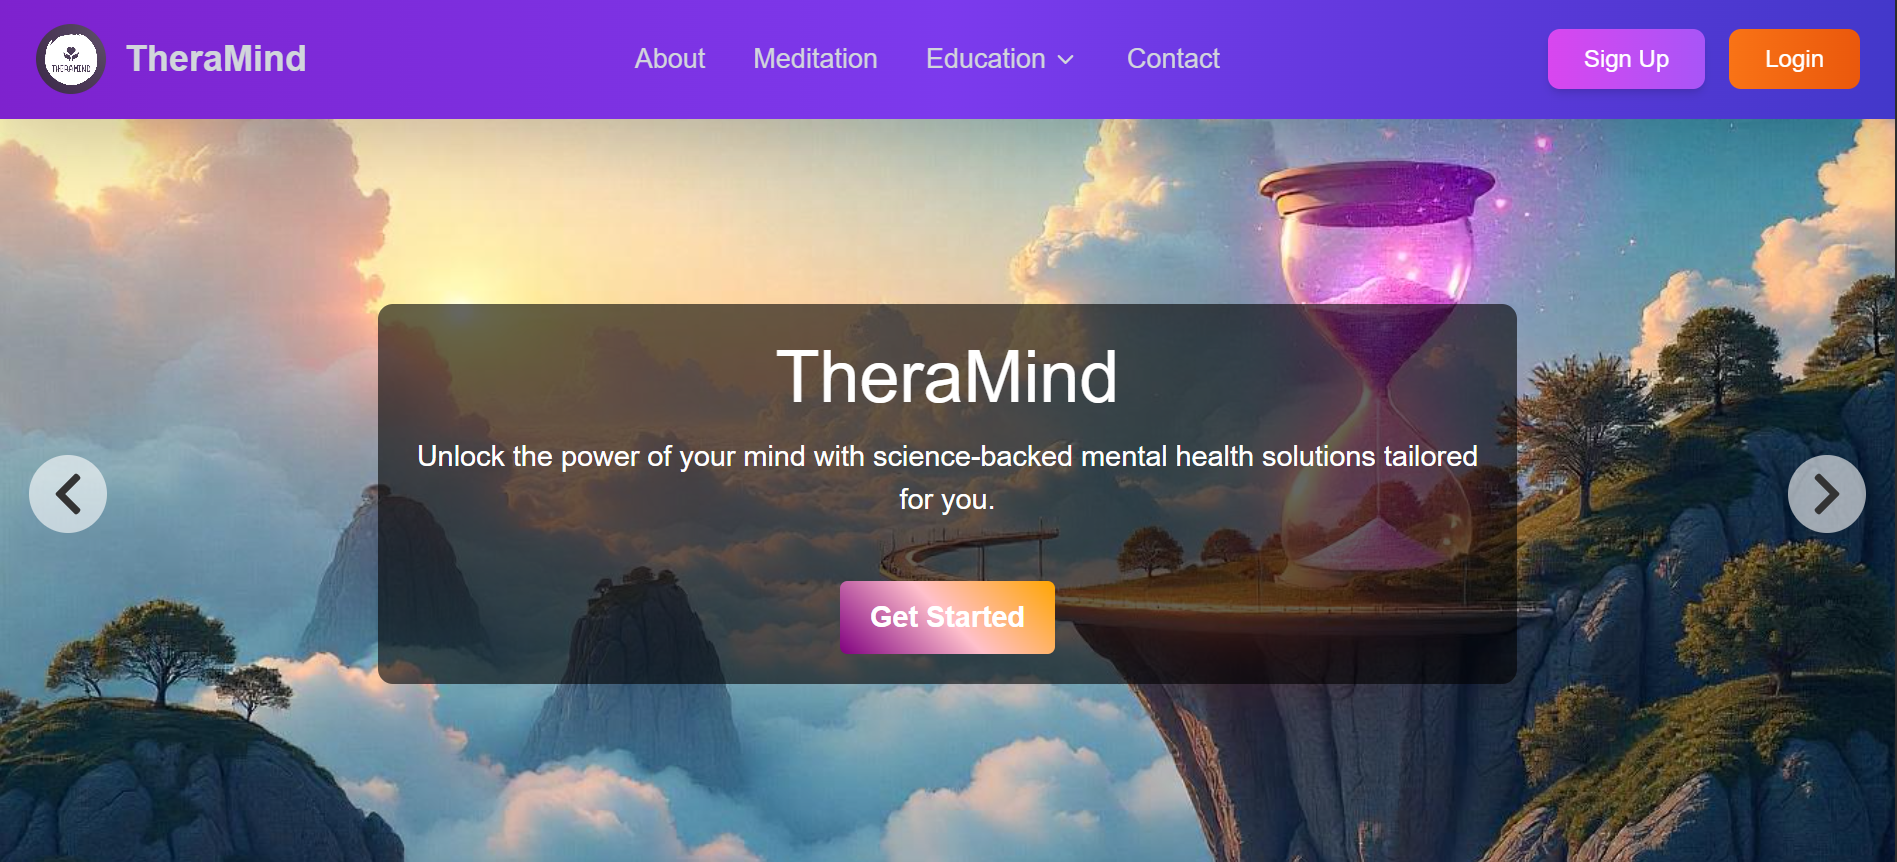 THERAMIND
TheraMind
About
Meditation
Education
Contact
Sign Up
Login
TheraMind
Unlock the power of your mind with science-backed mental health solutions tailored
for you.
Get Started